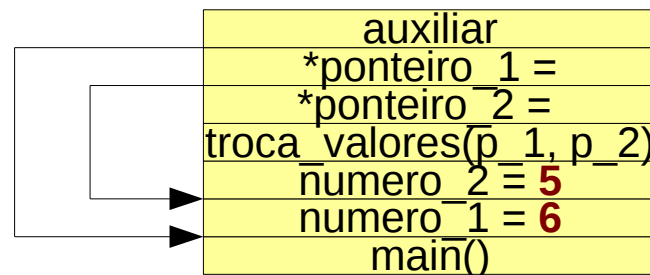 auxiliar
*ponteiro_1 =
*ponteiro_2 =
troca_valores(p_1, p_2)
numero_2 = 5
numero_1 = 6
main()